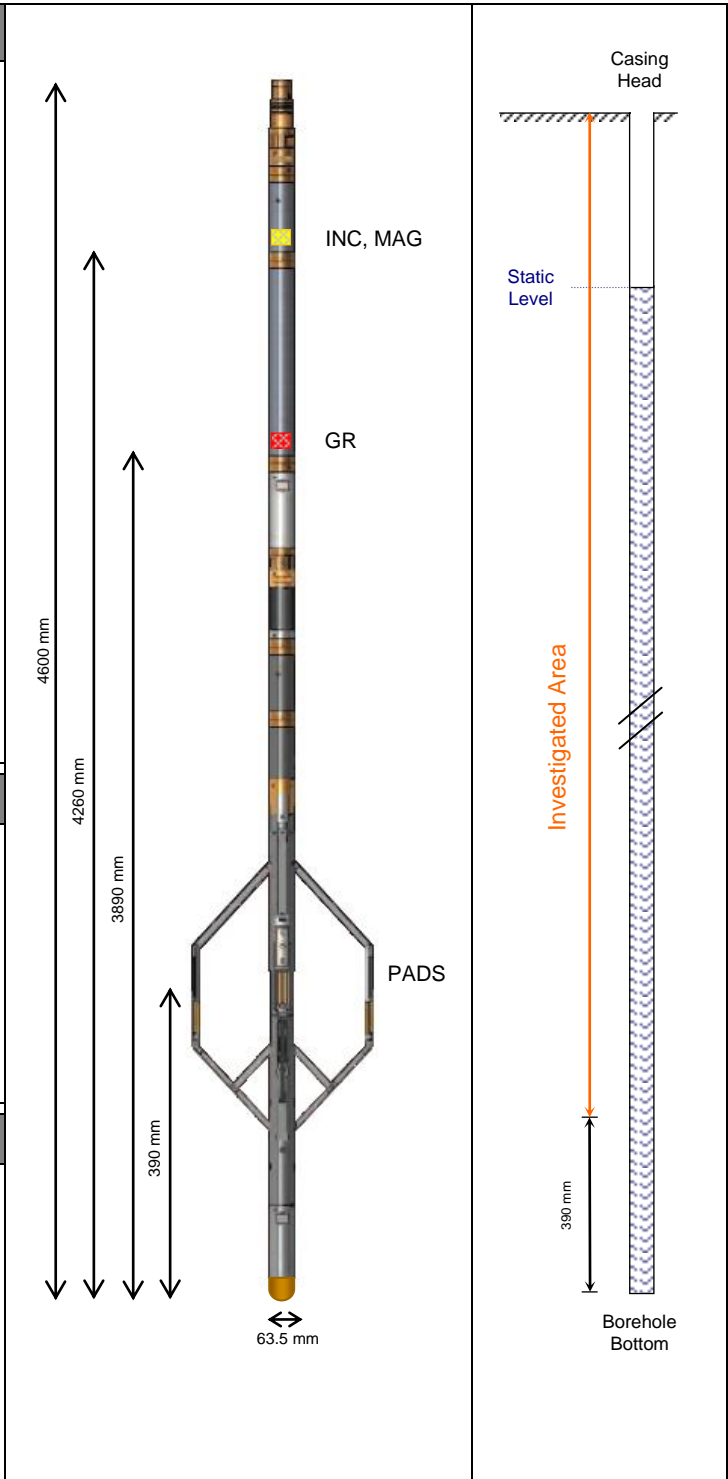 INC, MAG
GR
PADS
4600 mm
4260 mm
3890 mm
390 mm
63.5 mm
Casing
Head
Static
Level
Investigated Area
390 mm
Borehole
Bottom